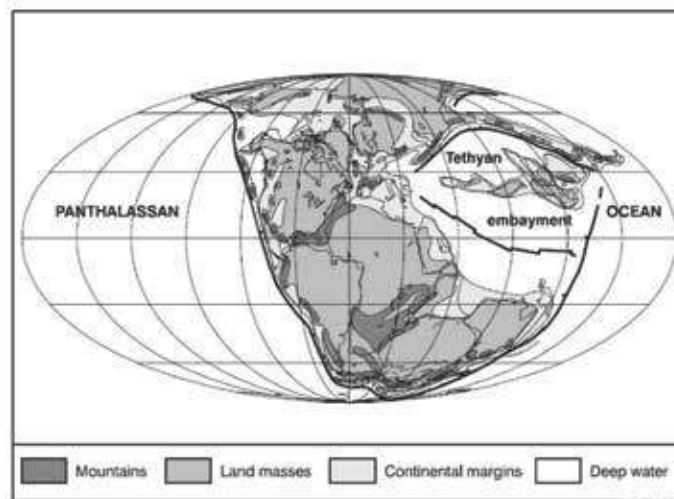 Tethyan
PANTHALASSAN
OCEAN
embayment
Mountains
Land masses
Continental margins
Deep water